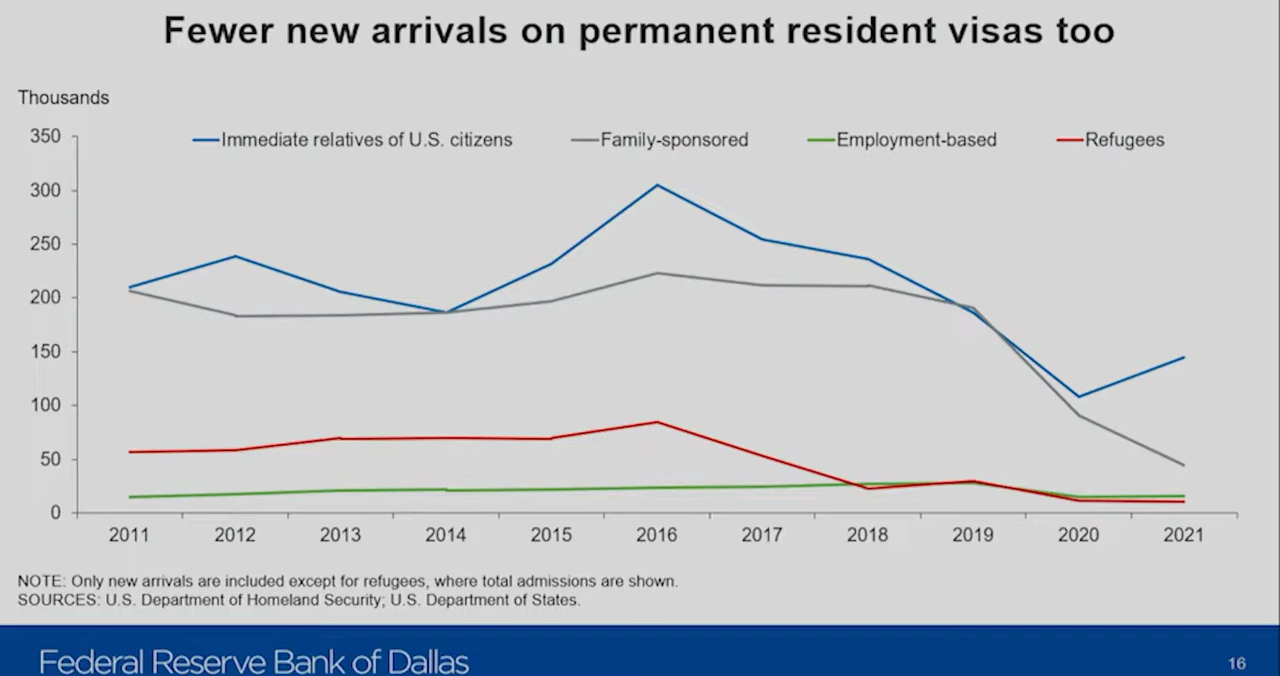 Fewer new arrivals on permanent resident visas too
Thousands
350
Immediate relatives of U.S. citizens
Family-sponsored
Employment-based
Refugees
300
250
200
150
100
50
0
2011 2012 2013 2014 2015 2016 2017 2018 2019 2020 2021
NOTE: Only new arrivals are included except for refugees, where total admissions are shown.
SOURCES: U.S. Department of Homeland Security; U.S. Department of States.
Federal Reserve Bank of Dallas
16